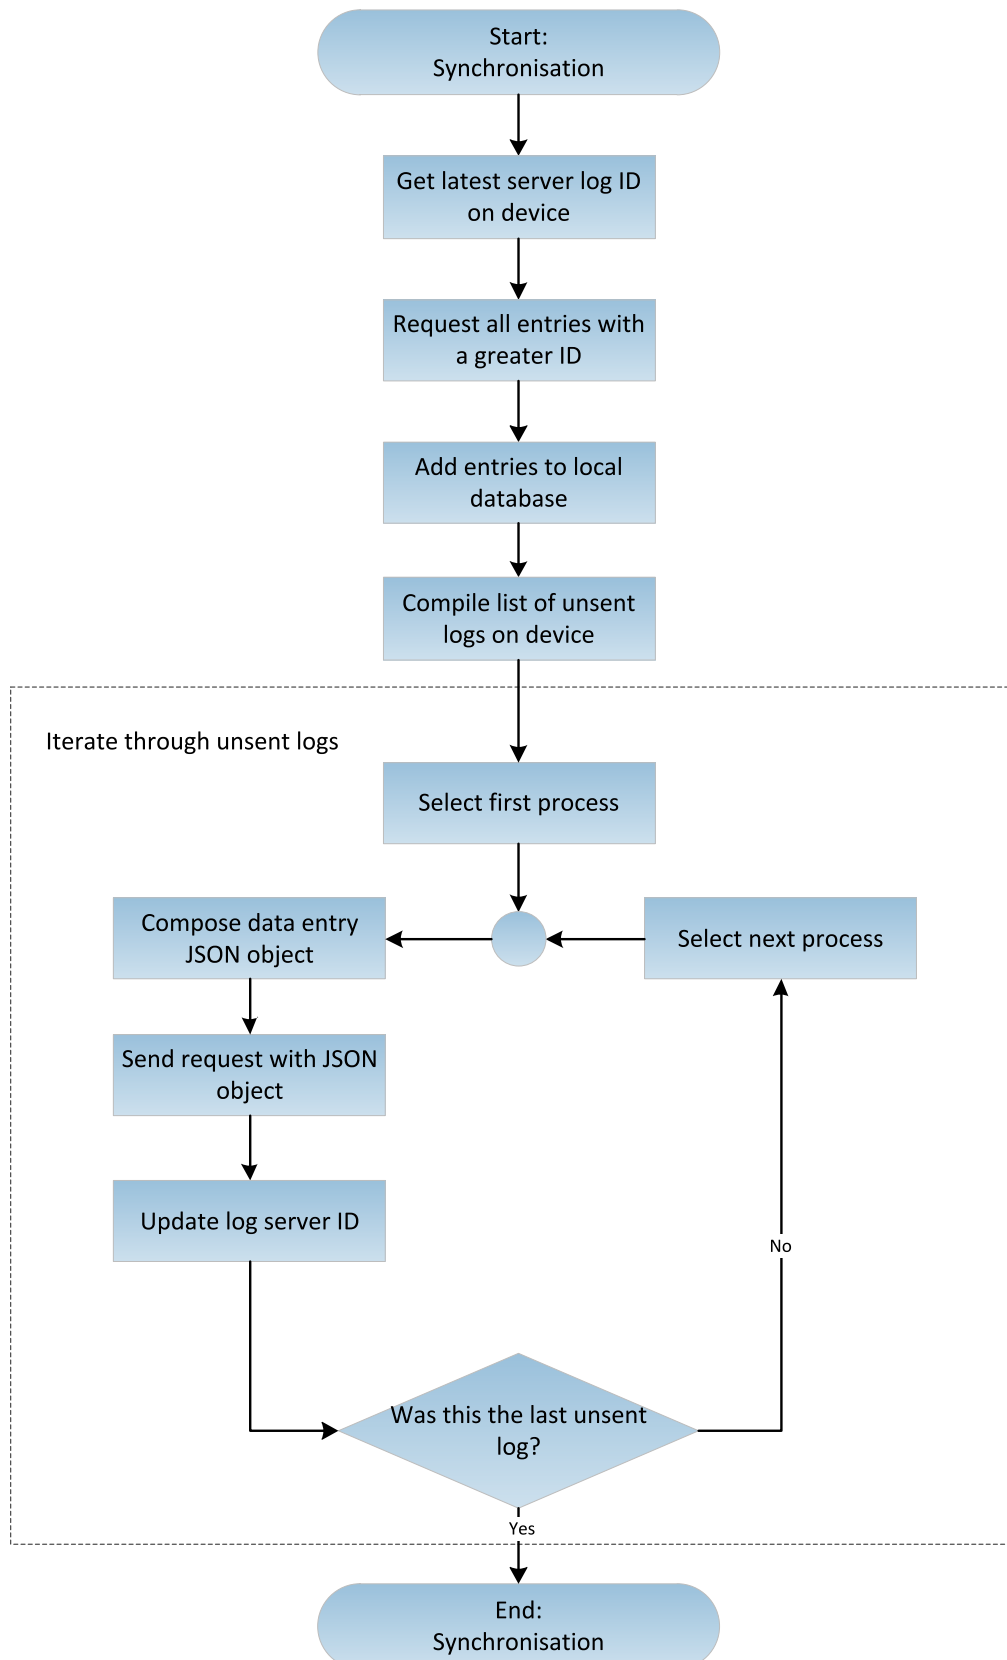 Start:
Synchronisation
Get latest server log ID
on device
Request all entries with
a greater ID
Add entries to local
database
Compile list of unsent
logs on device
Iterate through unsent logs
Select first process
Compose data entry
JSON object
Select next process
Send request with JSON
object
Update log server ID
No
Was this the last unsent
log?
Yes
End:
Synchronisation